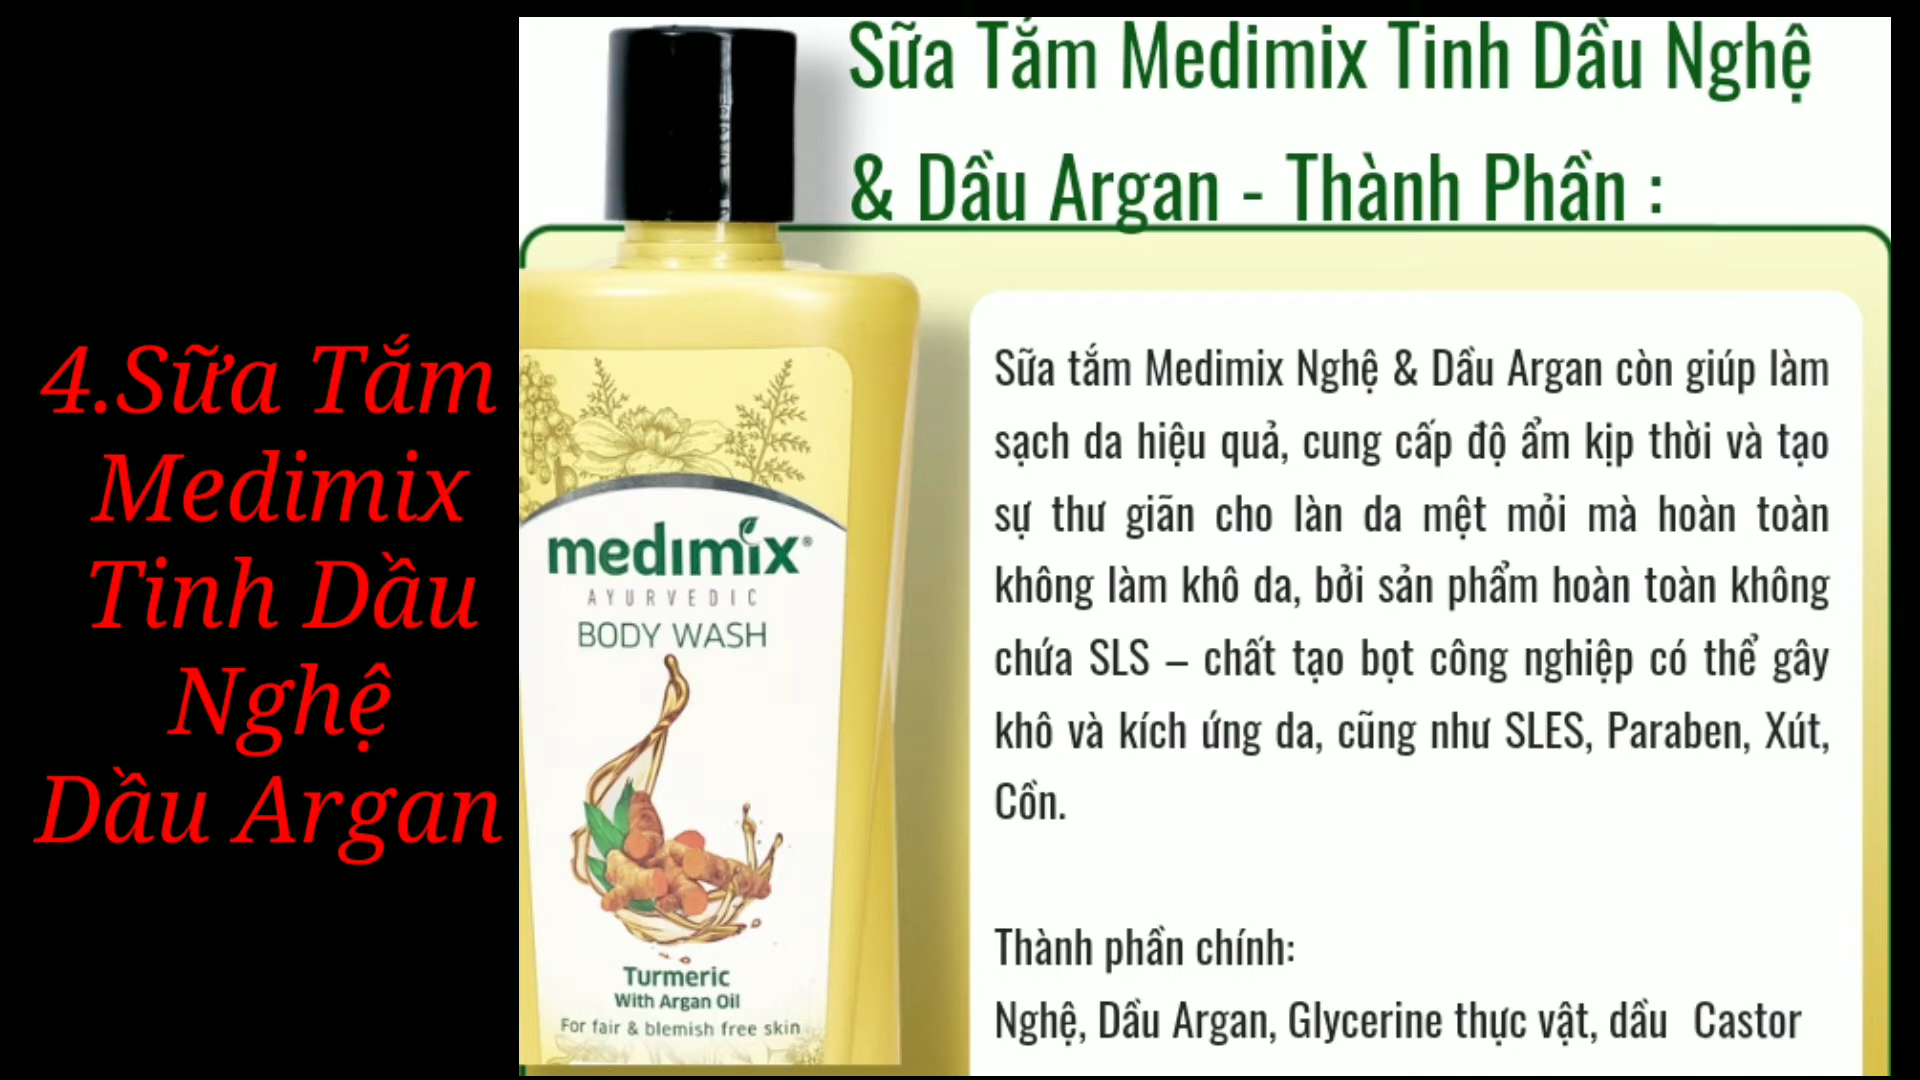 4.Sữa Tắm
Medimix
Tinh Dầu
Nghệ
Dầu Argan
Sữa Tắm Medimix Tinh Dầu Nghệ
& Dầu Argan - Thành Phần :
medimix®
AYURVEDIC
BODY WASH
Turmeric
With Argan Oil
For fair & blemish free skin
Sữa tắm Medimix Nghệ & Dầu Argan còn giúp làm
sạch da hiệu quả, cung cấp độ ẩm kịp thời và tạo
sự thư giãn cho làn da mệt mỏi mà hoàn toàn
không làm khô da, bởi sản phẩm hoàn toàn không
chứa SLS – chất tạo bọt công nghiệp có thể gây
khô và kích ứng da, cũng như SLES, Paraben, Xút,
Cồn.
Thành phần chính:
Nghệ, Dầu Argan, Glycerine thực vật, dầu Castor